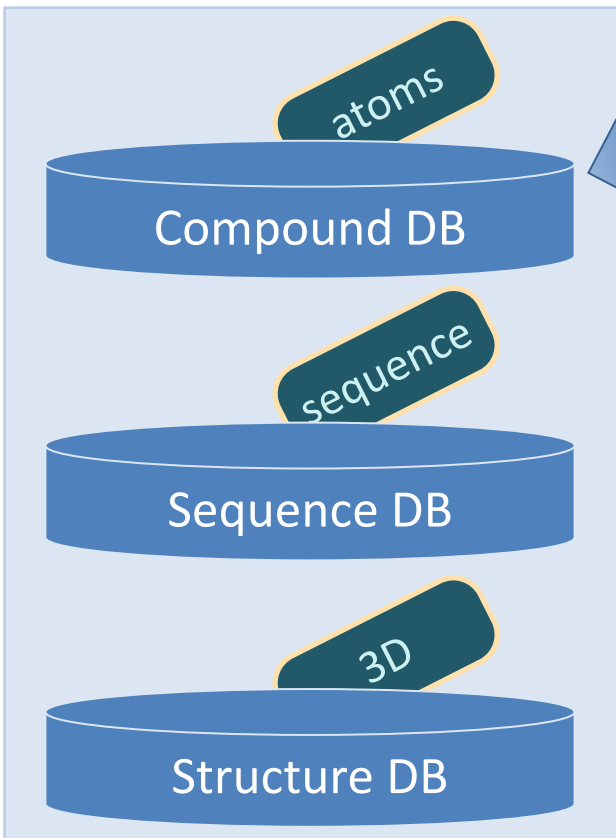 atoms
Compound DB
sequence
Sequence DB
3D
Structure DB